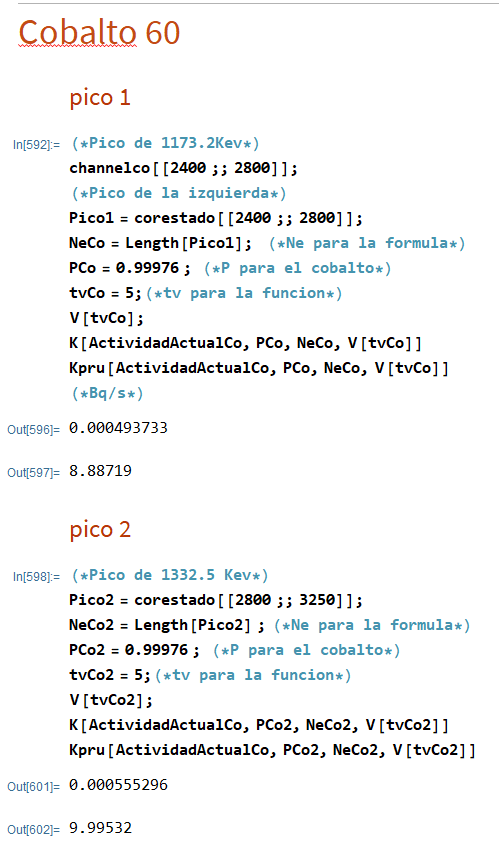 Cobalto 60
pico 1
In[592]:= (*Pico de 1173.2Kev*)
channelco[[2400 ;; 2800]];
(*Pico de la izquierda*)
Pico1 = corestado[[2400 ;; 2800]];
NeCo = Length[Pico1]; (*Ne para la formula*)
PCo = 0.99976 ; (*P para el cobalto*)
tvCo = 5; (*tv para la funcion*)
V[tvCo];
K[ActividadActualCo, PCo, NeCo, V[tvCo]]
Kpru[ActividadActualCo, PCo, NeCo, V[tvCo]]
(*Bq/s*)
Out[596]= 0.000493733
Out[597]= 8.88719
pico 2
In[598]:= (*Pico de 1332.5 Kev*)
Pico2 = corestado[[2800 ;; 3250]];
NeCo2 = Length[Pico2] ; (*Ne para la formula*)
PCo2 = 0.99976 ; (*P para el cobalto*)
tvCo2 = 5; (*tv para la funcion*)
V[tvCo2];
K[ActividadActualCo, PCo2, NeCo2, V[tvCo2]]
Kpru[ActividadActualCo, PCo2, NeCo2, V[tvCo2]]
Out[601]= 0.000555296
Out[602]= 9.99532